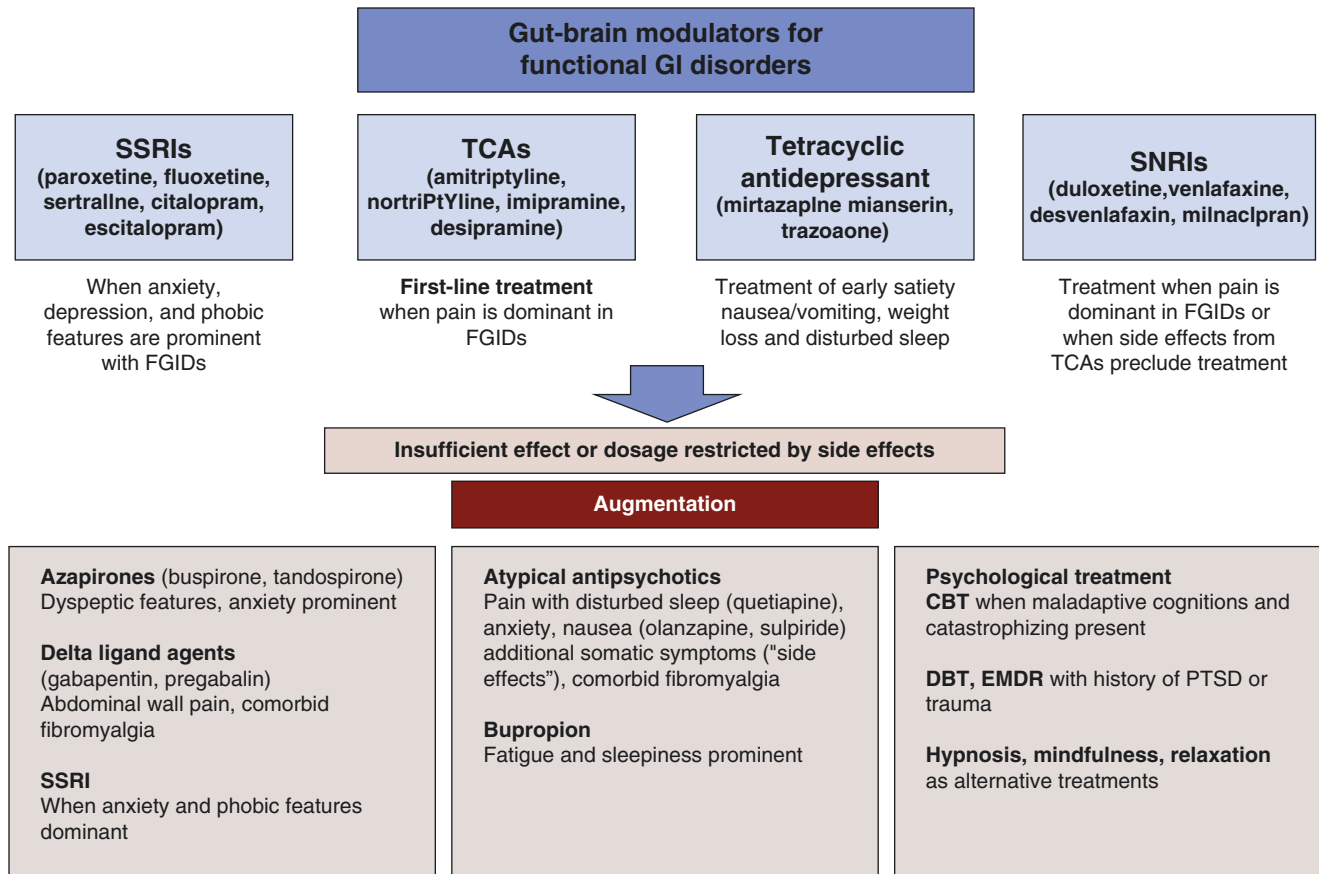 Gut-brain modulators for
functional GI disorders
SSRIs
(paroxetine, fluoxetine,
sertralIne, citalopram,
escitalopram)
When anxiety,
depression, and phobic
features are prominent
with FGIDs
TCAs
(amitriptyline,
nortriPtYline, imipramine,
desipramine)
First-line treatment
when pain is dominant in
FGIDs
Tetracyclic
antidepressant
(mirtazapIne mianserin,
trazoaone)
Treatment of early satiety
nausea/vomiting, weight
loss and disturbed sleep
SNRIs
(duloxetine,venlafaxine,
desvenlafaxin, milnaclpran)
Treatment when pain is
dominant in FGIDs or
when side effects from
TCAs preclude treatment
Insufficient effect or dosage restricted by side effects
Augmentation
Azapirones (buspirone, tandospirone)
Dyspeptic features, anxiety prominent
Delta ligand agents
(gabapentin, pregabalin)
Abdominal wall pain, comorbid
fibromyalgia
SSRI
When anxiety and phobic features
dominant
Atypical antipsychotics
Pain with disturbed sleep (quetiapine),
anxiety, nausea (olanzapine, sulpiride)
additional somatic symptoms ("side
effects”), comorbid fibromyalgia
Bupropion
Fatigue and sleepiness prominent
Psychological treatment
CBT when maladaptive cognitions and
catastrophizing present
DBT, EMDR with history of PTSD or
trauma
Hypnosis, mindfulness, relaxation
as alternative treatments